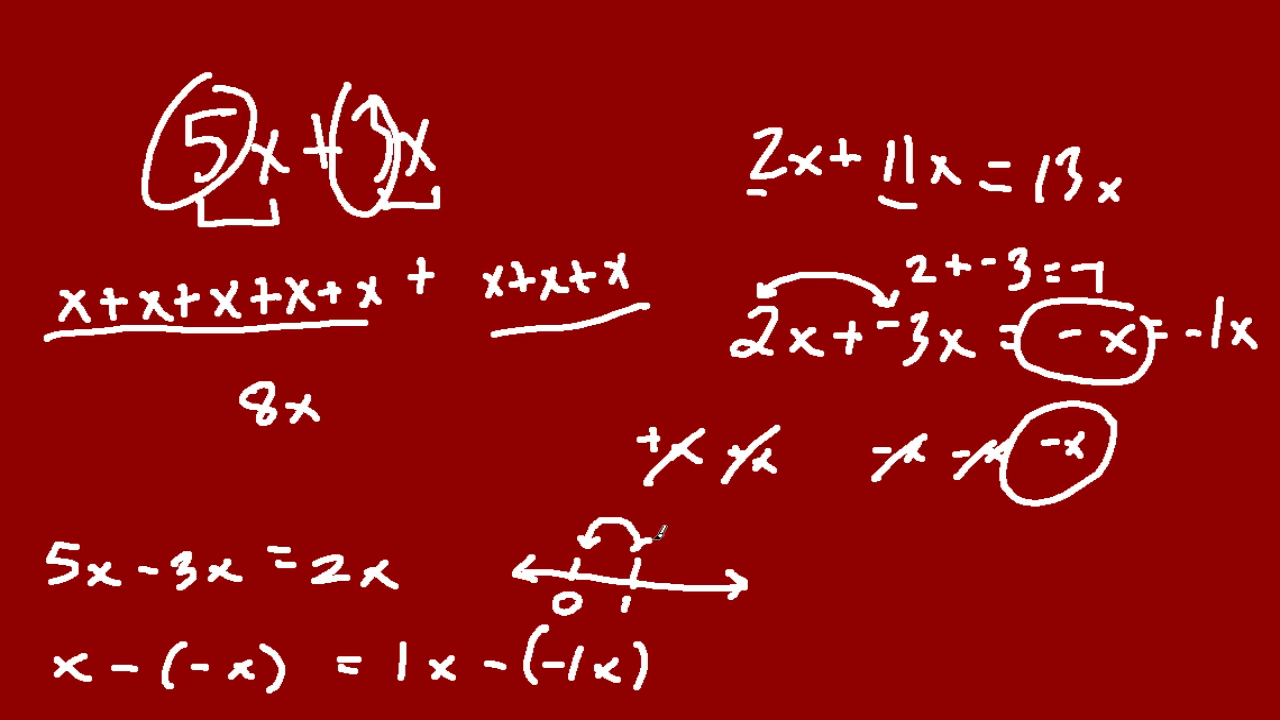 5x + 3x
x+x+x+x+x + x+x+x
8x
5x - 3x = 2x
0 1
x - (-x) = 1x - (-1x)
2x + 11x = 13x
2 + -3 = -1
2x + -3x = -x = -1x
+x +x -x -x -x